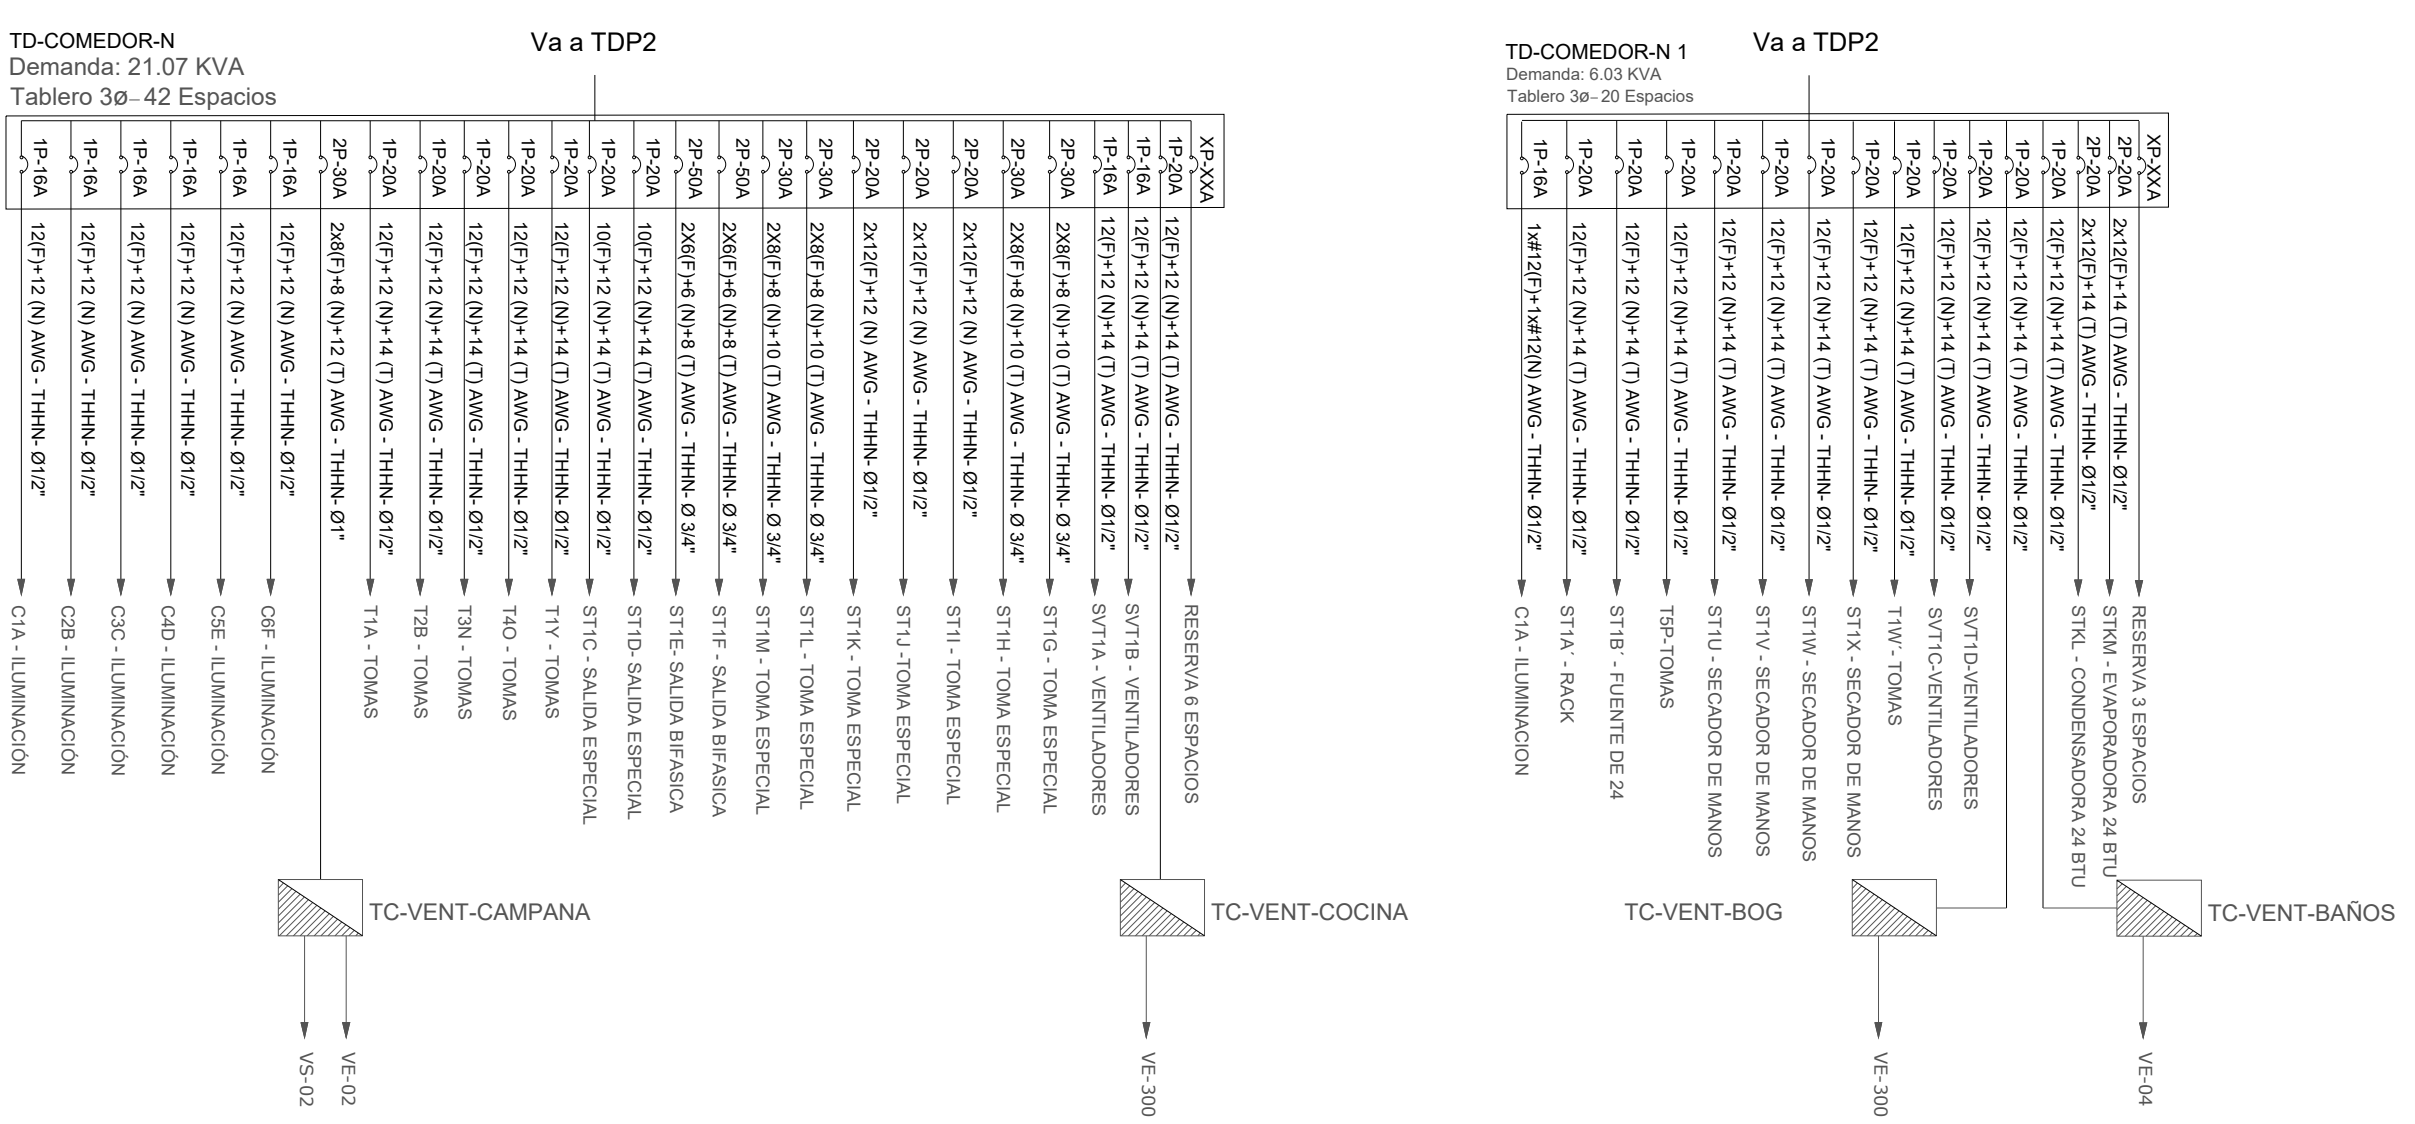 TD-COMEDOR-N
Demanda: 21.07 KVA
Tablero 3ø– 42 Espacios
Va a TDP2
1P-16A
1P-16A
1P-16A
1P-16A
1P-16A
1P-16A
2P-30A
1P-20A
1P-20A
1P-20A
1P-20A
1P-20A
1P-20A
1P-20A
2P-50A
2P-50A
2P-30A
2P-30A
2P-20A
2P-20A
2P-20A
2P-30A
2P-30A
1P-16A
1P-16A
1P-20A
XP-XXA
12(F)+12 (N) AWG - THHN- Ø1/2"
12(F)+12 (N) AWG - THHN- Ø1/2"
12(F)+12 (N) AWG - THHN- Ø1/2"
12(F)+12 (N) AWG - THHN- Ø1/2"
12(F)+12 (N) AWG - THHN- Ø1/2"
12(F)+12 (N) AWG - THHN- Ø1/2"
2x8(F)+8 (N)+12 (T) AWG - THHN- Ø1"
12(F)+12 (N)+14 (T) AWG - THHN- Ø1/2"
12(F)+12 (N)+14 (T) AWG - THHN- Ø1/2"
12(F)+12 (N)+14 (T) AWG - THHN- Ø1/2"
12(F)+12 (N)+14 (T) AWG - THHN- Ø1/2"
12(F)+12 (N)+14 (T) AWG - THHN- Ø1/2"
10(F)+12 (N)+14 (T) AWG - THHN- Ø1/2"
10(F)+12 (N)+14 (T) AWG - THHN- Ø1/2"
2X6(F)+6 (N)+8 (T) AWG - THHN- Ø 3/4"
2X6(F)+6 (N)+8 (T) AWG - THHN- Ø 3/4"
2X8(F)+8 (N)+10 (T) AWG - THHN- Ø 3/4"
2X8(F)+8 (N)+10 (T) AWG - THHN- Ø 3/4"
2x12(F)+12 (N) AWG - THHN- Ø1/2"
2x12(F)+12 (N) AWG - THHN- Ø1/2"
2x12(F)+12 (N) AWG - THHN- Ø1/2"
2X8(F)+8 (N)+10 (T) AWG - THHN- Ø 3/4"
2X8(F)+8 (N)+10 (T) AWG - THHN- Ø 3/4"
12(F)+12 (N)+14 (T) AWG - THHN- Ø1/2"
12(F)+12 (N)+14 (T) AWG - THHN- Ø1/2"
12(F)+12 (N)+14 (T) AWG - THHN- Ø1/2"
C1A - ILUMINACIÓN
C2B - ILUMINACIÓN
C3C - ILUMINACIÓN
C4D - ILUMINACIÓN
C5E - ILUMINACIÓN
C6F - ILUMINACIÓN
T1A - TOMAS
T2B - TOMAS
T3N - TOMAS
T4O - TOMAS
T1Y - TOMAS
ST1C - SALIDA ESPECIAL
ST1D- SALIDA ESPECIAL
ST1E- SALIDA BIFASICA
ST1F - SALIDA BIFASICA
ST1M - TOMA ESPECIAL
ST1L - TOMA ESPECIAL
ST1K - TOMA ESPECIAL
ST1J -TOMA ESPECIAL
ST1I - TOMA ESPECIAL
ST1H - TOMA ESPECIAL
ST1G - TOMA ESPECIAL
SVT1A - VENTILADORES
SVT1B - VENTILADORES
RESERVA 6 ESPACIOS
TC-VENT-CAMPANA
TC-VENT-COCINA
VS-02
VE-02
VE-300
TD-COMEDOR-N 1
Demanda: 6.03 KVA
Tablero 3ø– 20 Espacios
Va a TDP2
1P-16A
1P-20A
1P-20A
1P-20A
1P-20A
1P-20A
1P-20A
1P-20A
1P-20A
1P-20A
1P-20A
1P-20A
1P-20A
2P-20A
2P-20A
XP-XXA
1x#12(F)+1x#12(N) AWG - THHN- Ø1/2"
12(F)+12 (N)+14 (T) AWG - THHN- Ø1/2"
12(F)+12 (N)+14 (T) AWG - THHN- Ø1/2"
12(F)+12 (N)+14 (T) AWG - THHN- Ø1/2"
12(F)+12 (N)+14 (T) AWG - THHN- Ø1/2"
12(F)+12 (N)+14 (T) AWG - THHN- Ø1/2"
12(F)+12 (N)+14 (T) AWG - THHN- Ø1/2"
12(F)+12 (N)+14 (T) AWG - THHN- Ø1/2"
12(F)+12 (N)+14 (T) AWG - THHN- Ø1/2"
12(F)+12 (N)+14 (T) AWG - THHN- Ø1/2"
12(F)+12 (N)+14 (T) AWG - THHN- Ø1/2"
12(F)+12 (N)+14 (T) AWG - THHN- Ø1/2"
12(F)+12 (N)+14 (T) AWG - THHN- Ø1/2"
2x12(F)+14 (T) AWG - THHN- Ø1/2"
2x12(F)+14 (T) AWG - THHN- Ø1/2"
C1A - ILUMINACION
ST1A´ - RACK
ST1B´ - FUENTE DE 24
T5P-TOMAS
ST1U - SECADOR DE MANOS
ST1V - SECADOR DE MANOS
ST1W - SECADOR DE MANOS
ST1X - SECADOR DE MANOS
T1W´- TOMAS
SVT1C-VENTILADORES
SVT1D-VENTILADORES
STKL - CONDENSADORA 24 BTU
STKM - EVAPORADORA 24 BTU
RESERVA 3 ESPACIOS
TC-VENT-BOG
TC-VENT-BAÑOS
VE-300
VE-04